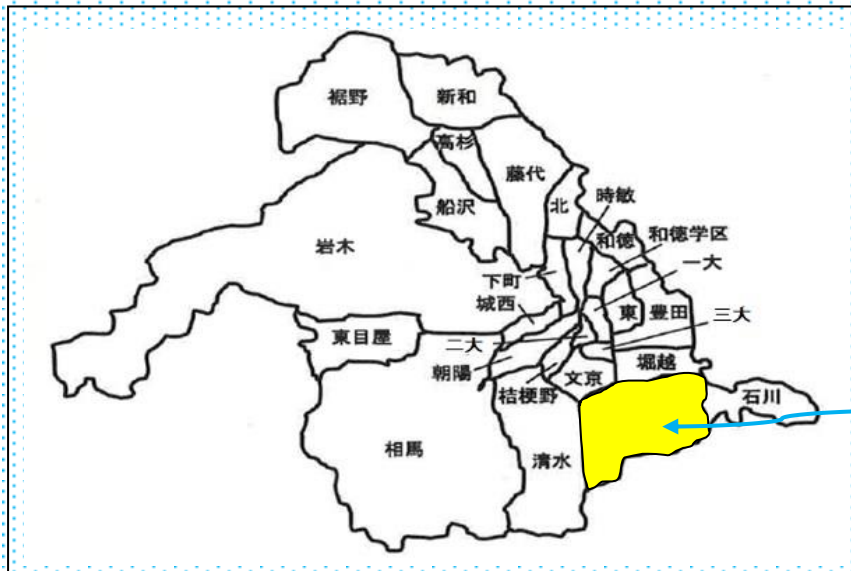 裾野
新和
高杉
藤代
船沢
北
時敏
和徳
和徳学区
岩木
下町
一大
城西
東
豊田
三大
東目屋
二大
朝陽
堀越
桔梗野
文京
石川
相馬
清水